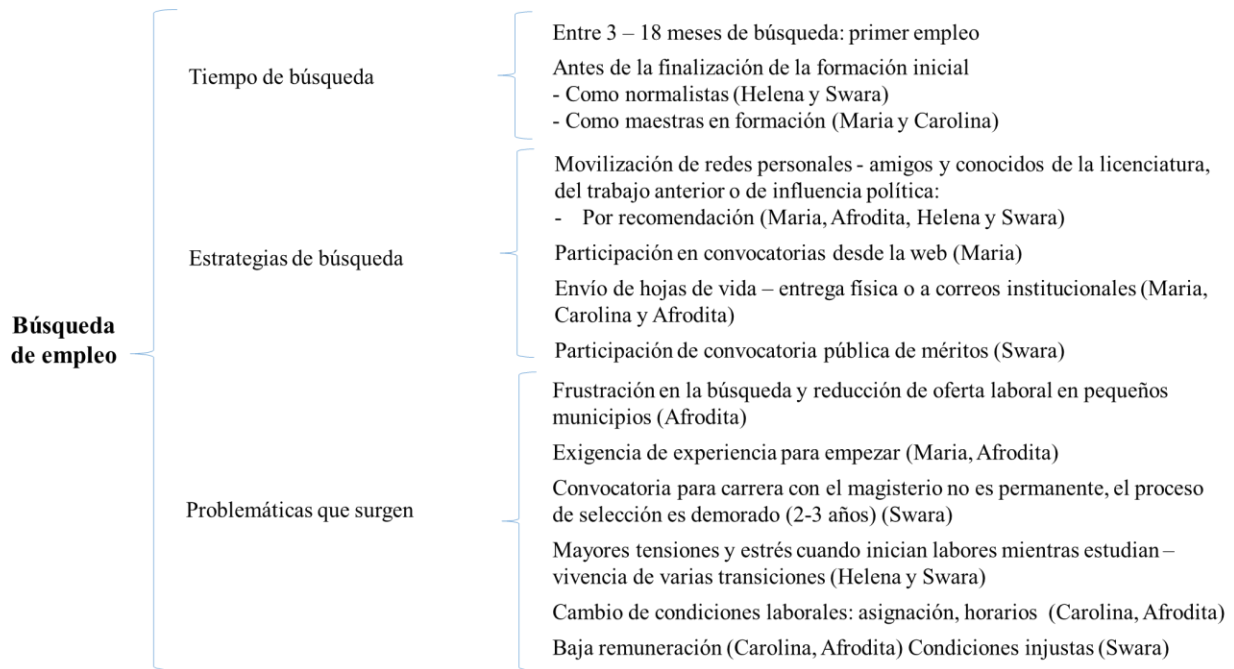 Búsqueda
de empleo
Tiempo de búsqueda
Entre 3 – 18 meses de búsqueda: primer empleo
Antes de la finalización de la formación inicial
- Como normalistas (Helena y Swara)
- Como maestras en formación (Maria y Carolina)
Estrategias de búsqueda
Movilización de redes personales - amigos y conocidos de la licenciatura,
del trabajo anterior o de influencia política:
- Por recomendación (Maria, Afrodita, Helena y Swara)
Participación en convocatorias desde la web (Maria)
Envío de hojas de vida – entrega física o a correos institucionales (Maria,
Carolina y Afrodita)
Participación de convocatoria pública de méritos (Swara)
Problemáticas que surgen
Frustración en la búsqueda y reducción de oferta laboral en pequeños
municipios (Afrodita)
Exigencia de experiencia para empezar (Maria, Afrodita)
Convocatoria para carrera con el magisterio no es permanente, el proceso
de selección es demorado (2-3 años) (Swara)
Mayores tensiones y estrés cuando inician labores mientras estudian –
vivencia de varias transiciones (Helena y Swara)
Cambio de condiciones laborales: asignación, horarios (Carolina, Afrodita)
Baja remuneración (Carolina, Afrodita) Condiciones injustas (Swara)